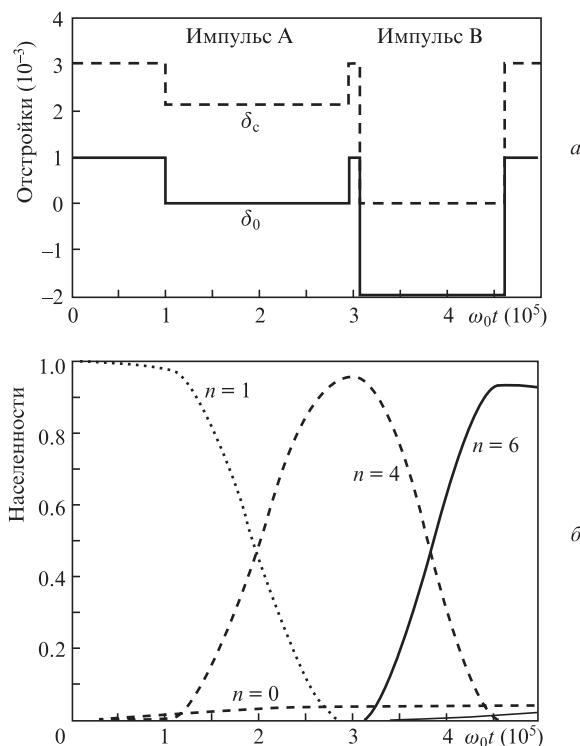 Импульс A Импульс B
Отстройки (10⁻³)
4
3
2
1
0
−1
−2
δc
δ0
а
0 1 2 3 4 ω₀t (10⁵)
Населенности
1.0
0.8
0.6
0.4
0.2
0
n = 1
n = 4
n = 6
n = 0
б
1 2 3 4 ω₀t (10⁵)